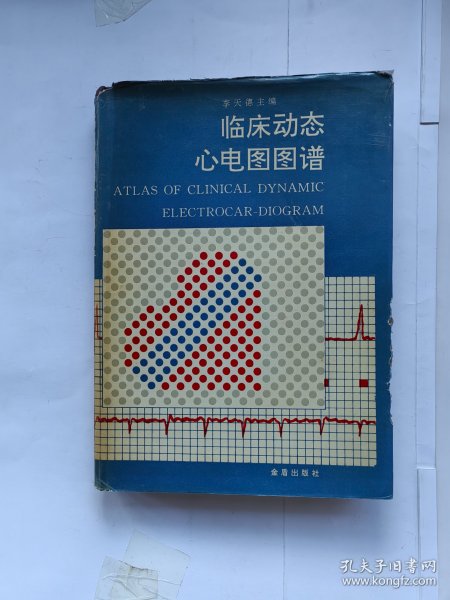 李天德主编
临床动态
心电图图谱
ATLAS OF CLINICAL DYNAMIC
ELECTROCAR-DIOGRAM
金盾出版社
孔夫子旧书网
www.kongfz.com